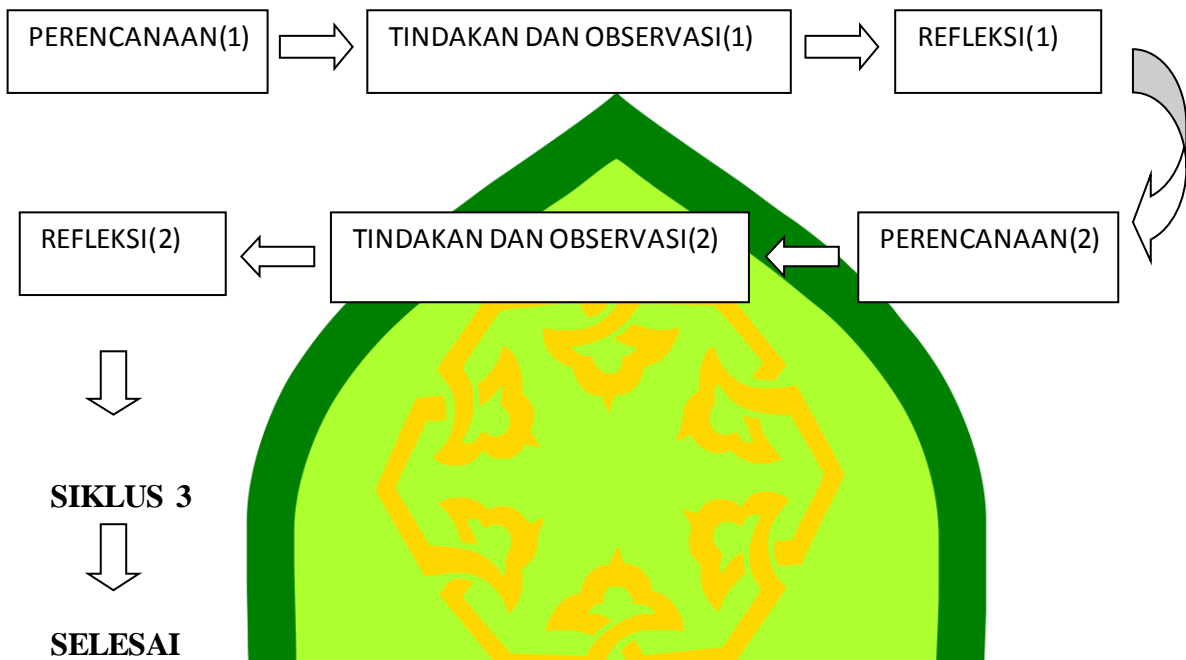 PERENCANAAN(1)
TINDAKAN DAN OBSERVASI(1)
REFLEKSI(1)
PERENCANAAN(2)
TINDAKAN DAN OBSERVASI(2)
REFLEKSI(2)
SIKLUS 3
SELESAI